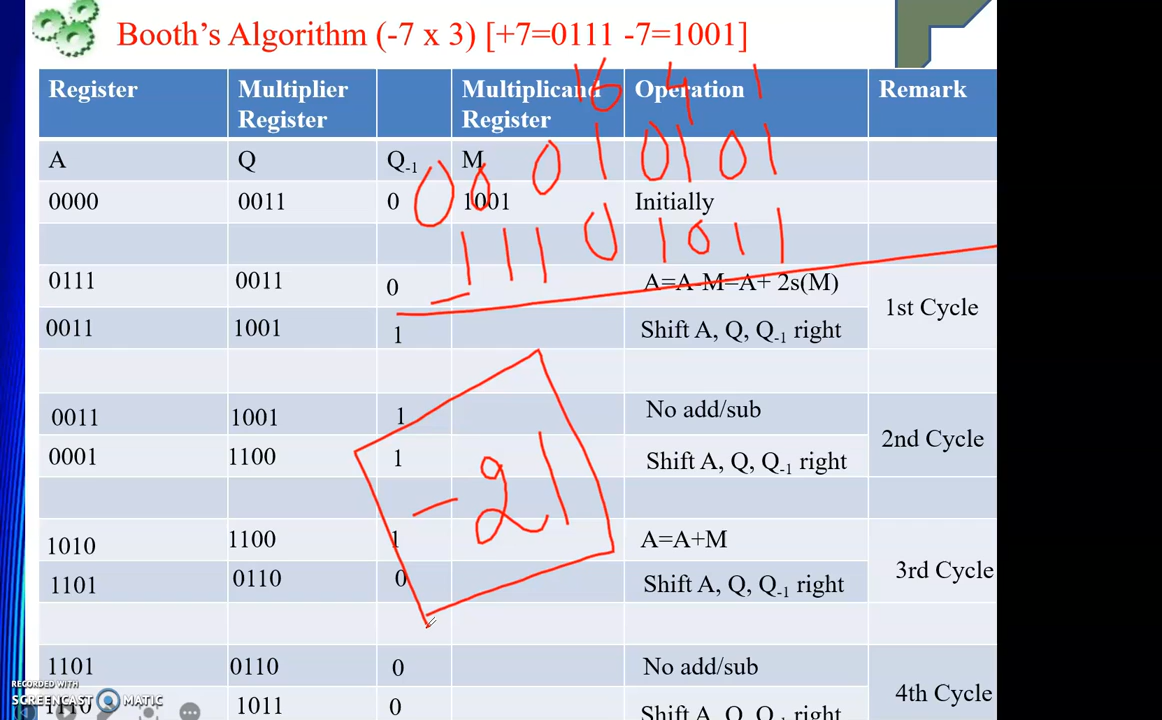 Booth's Algorithm (-7 x 3) [+7=0111 -7=1001]
16 4 1
Register Multiplier Register Multiplicand Register Operation Remark
0 0 0 1 0 1 0 1
A Q Q-1 M
0000 0011 0 1001 Initially
1 1 1 0 1 0 1 1
0111 0011 0 A=A-M=A+ 2s(M)
1st Cycle
0011 1001 1 Shift A, Q, Q-1 right
0011 1001 1 No add/sub
2nd Cycle
0001 1100 1 Shift A, Q, Q-1 right
-21
1010 1100 1 A=A+M
3rd Cycle
1101 0110 0 Shift A, Q, Q-1 right
1101 0110 0 No add/sub
4th Cycle
1110 1011 0 Shift A, Q, Q right
RECORDED WITH
SCREENCAST MATIC